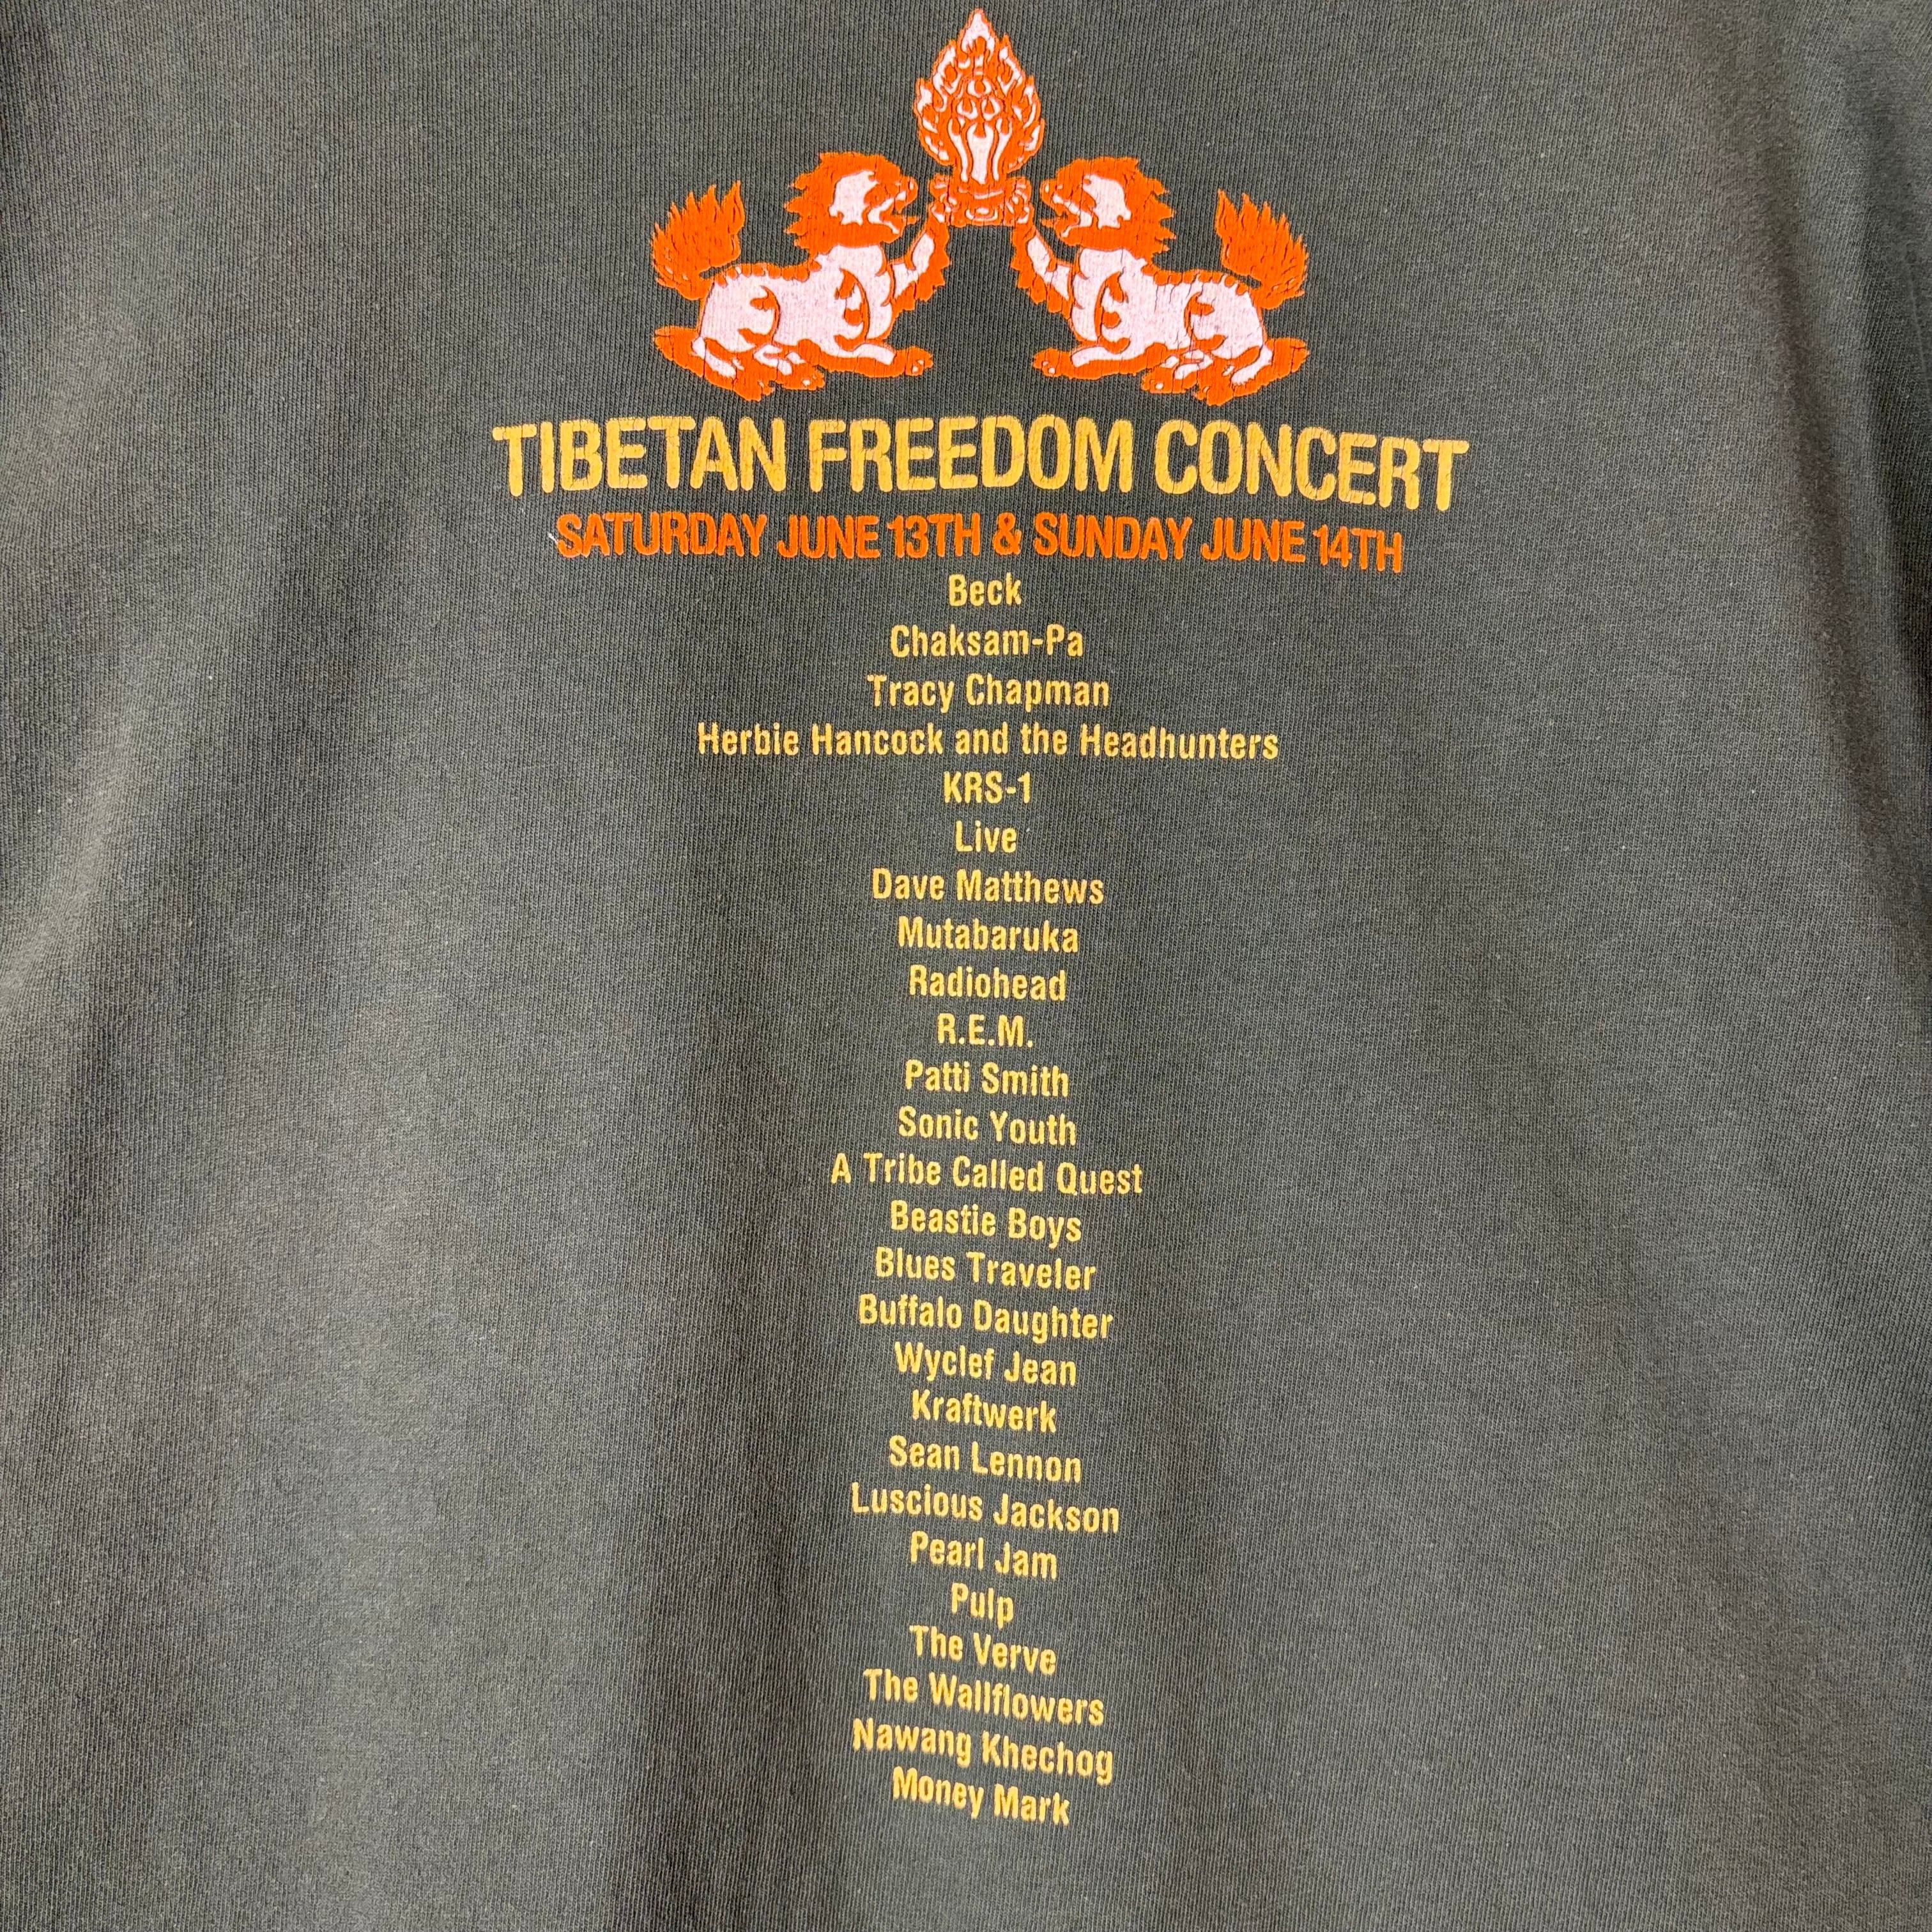 TIBETAN FREEDOM CONCERT
SATURDAY JUNE 13TH & SUNDAY JUNE 14TH
Beck
Chaksam-Pa
Tracy Chapman
Herbie Hancock and the Headhunters
KRS-1
Live
Dave Matthews
Mutabaruka
Radiohead
R.E.M.
Patti Smith
Sonic Youth
A Tribe Called Quest
Beastie Boys
Blues Traveler
Buffalo Daughter
Wyclef Jean
Kraftwerk
Sean Lennon
Luscious Jackson
Pearl Jam
Pulp
The Verve
The Wallflowers
Nawang Khechog
Money Mark